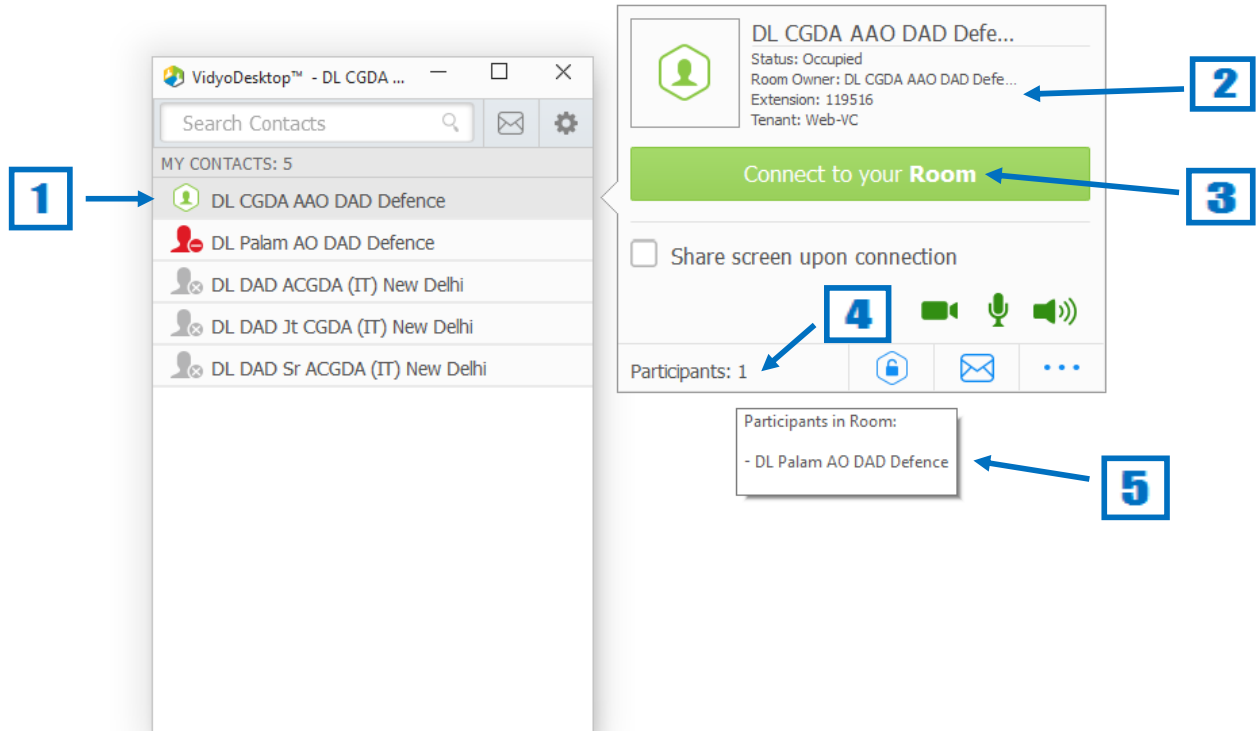 VidyoDesktop™ - DL CGDA ...
Search Contacts
MY CONTACTS: 5
1
DL CGDA AAO DAD Defence
DL Palam AO DAD Defence
DL DAD ACGDA (IT) New Delhi
DL DAD Jt CGDA (IT) New Delhi
DL DAD Sr ACGDA (IT) New Delhi
DL CGDA AAO DAD Defe...
Status: Occupied
Room Owner: DL CGDA AAO DAD Defe...
Extension: 119516
Tenant: Web-VC
2
Connect to your Room
3
Share screen upon connection
4
Participants: 1
Participants in Room:
- DL Palam AO DAD Defence
5